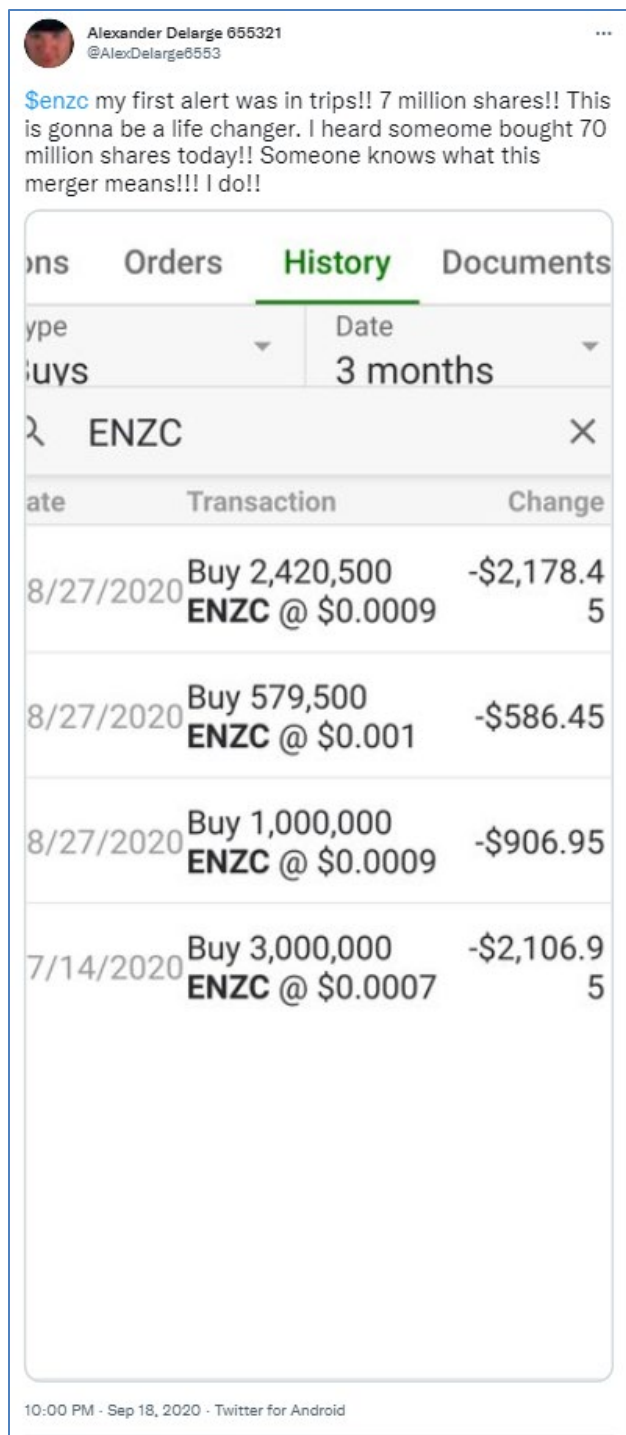 Alexander Delarge 655321
@AlexDelarge6553
$enzc my first alert was in trips!! 7 million shares!! This
is gonna be a life changer. I heard someome bought 70
million shares today!! Someone knows what this
merger means!!! I do!!
ons Orders History Documents
ype Date
uys 3 months
ENZC
ate Transaction Change
8/27/2020 Buy 2,420,500 -$2,178.4
ENZC @ $0.0009 5
8/27/2020 Buy 579,500 -$586.45
ENZC @ $0.001
8/27/2020 Buy 1,000,000 -$906.95
ENZC @ $0.0009
7/14/2020 Buy 3,000,000 -$2,106.9
ENZC @ $0.0007 5
10:00 PM · Sep 18, 2020 · Twitter for Android